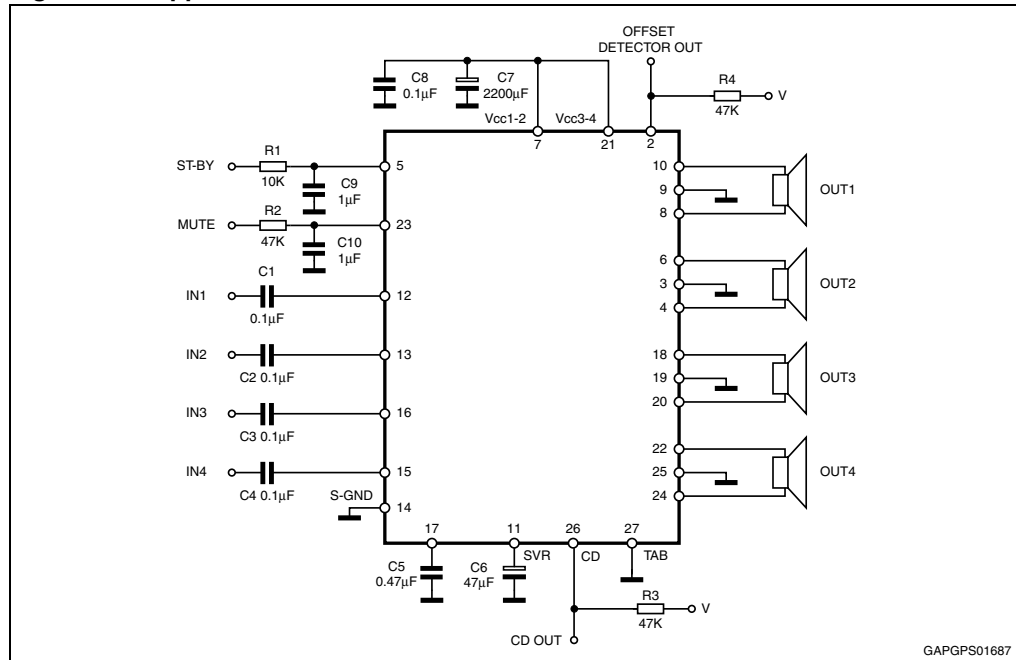 OFFSET
DETECTOR OUT
C8
0.1µF
C7
2200µF
R4
47K
V
Vcc1-2
Vcc3-4
7
21
2
ST-BY
R1
10K
5
C9
1µF
MUTE
R2
47K
23
C10
1µF
IN1
C1
0.1µF
12
IN2
C2 0.1µF
13
IN3
C3 0.1µF
16
IN4
C4 0.1µF
15
S-GND
14
10
9
8
OUT1
6
3
4
OUT2
18
19
20
OUT3
22
25
24
OUT4
17
11
26
27
SVR
CD
TAB
C5
0.47µF
C6
47µF
R3
47K
V
CD OUT
GAPGPS01687